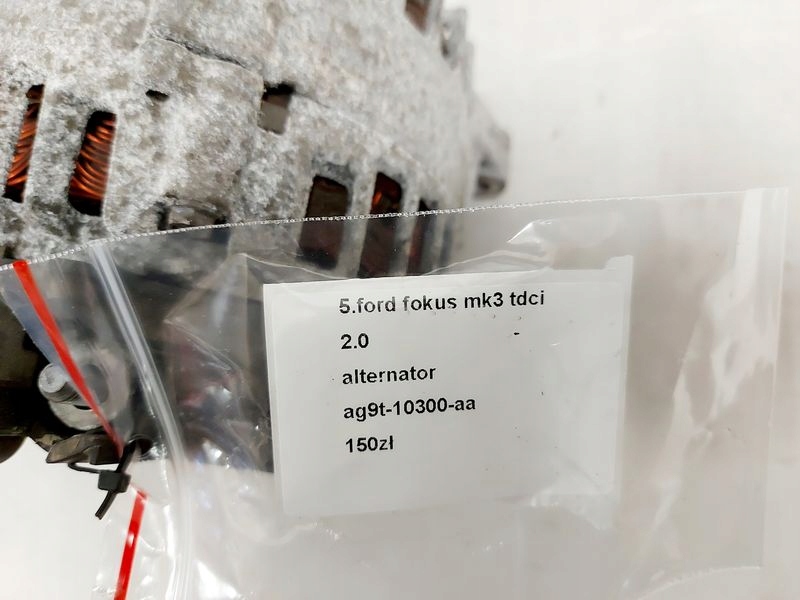 5.ford fokus mk3 tdci
2.0
alternator
ag9t-10300-aa
150zł